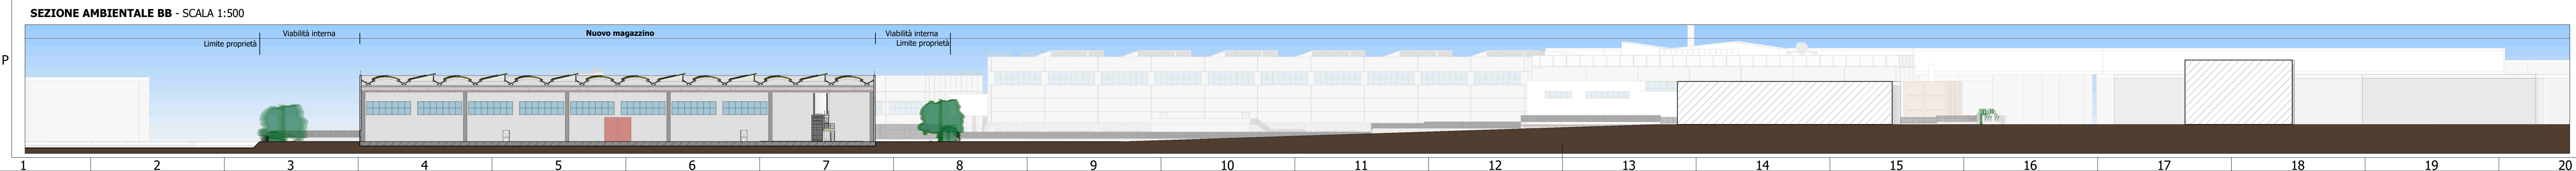 SEZIONE AMBIENTALE BB - SCALA 1:500
Viabilità interna
Nuovo magazzino
Viabilità interna
Limite proprietà
Limite proprietà
P
1 2 3 4 5 6 7 8 9 10 11 12 13 14 15 16 17 18 19 20